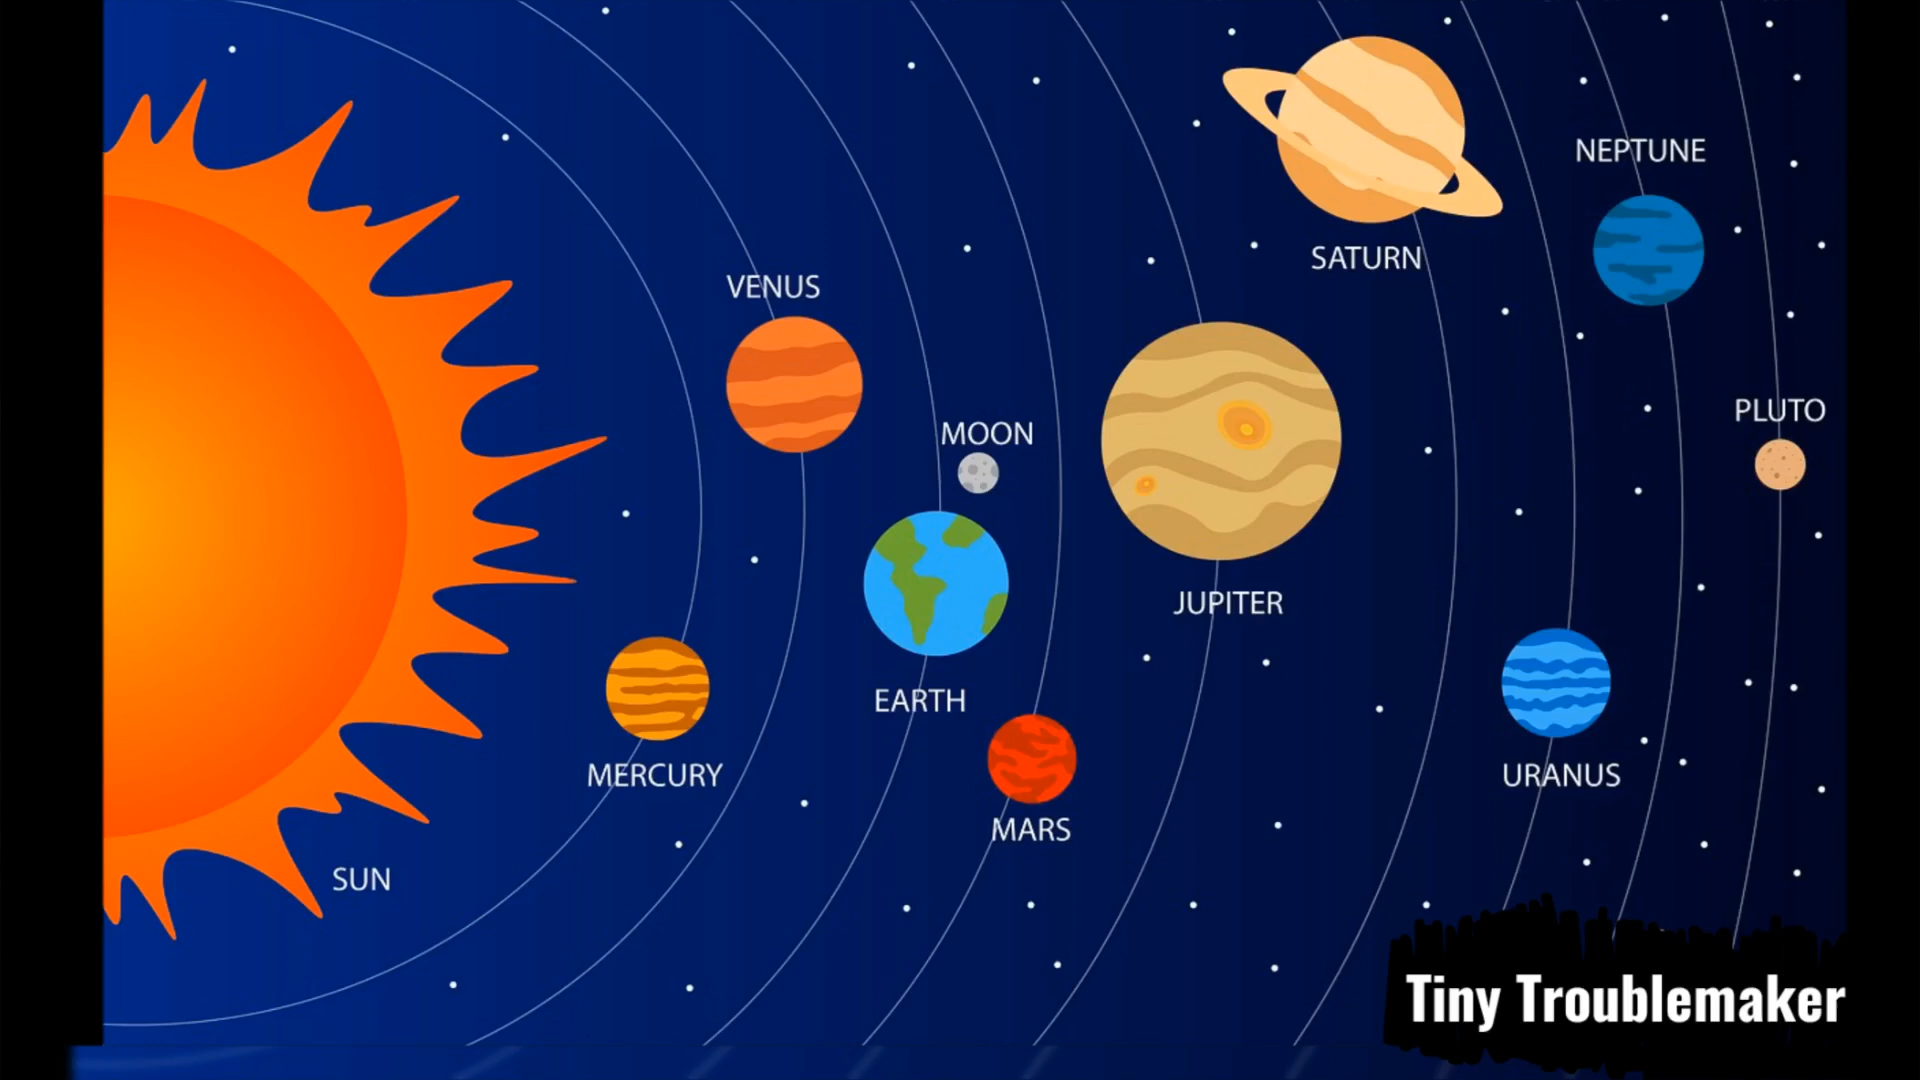 NEPTUNE
SATURN
VENUS
PLUTO
MOON
JUPITER
EARTH
MERCURY
URANUS
MARS
SUN
Tiny Troublemaker